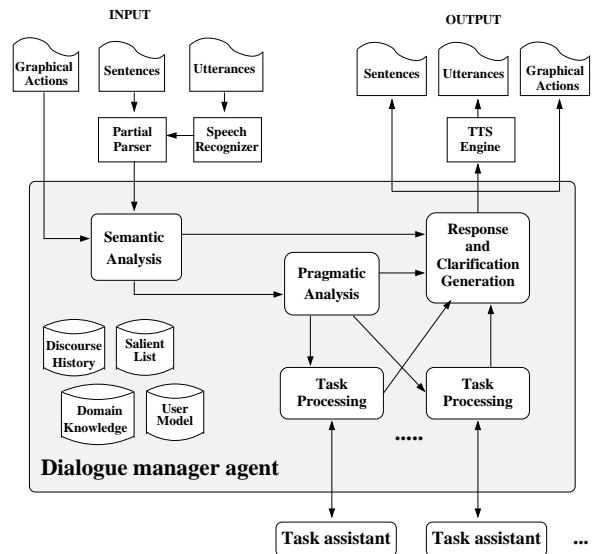 INPUT
OUTPUT
Graphical
Actions
Sentences
Utterances
Sentences
Utterances
Graphical
Actions
Partial
Parser
Speech
Recognizer
TTS
Engine
Semantic
Analysis
Response
and
Clarification
Generation
Pragmatic
Analysis
Discourse
History
Salient
List
Task
Processing
Task
Processing
Domain
Knowledge
User
Model
.....
Dialogue manager agent
Task assistant
Task assistant
...